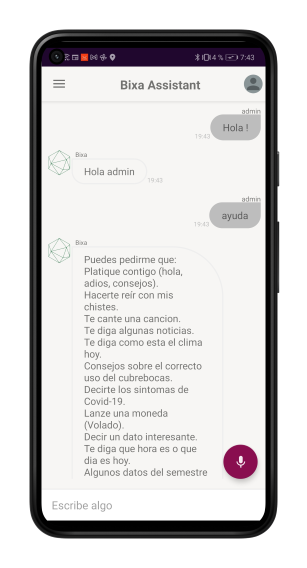 4 % 7:43
Bixa Assistant
admin
Hola !
19:43
Bixa
Hola admin
19:43
admin
ayuda
19:43
Bixa
Puedes pedirme que:
Platique contigo (hola,
adios, consejos).
Hacerte reír con mis
chistes.
Te cante una cancion.
Te diga algunas noticias.
Te diga como esta el clima
hoy.
Consejos sobre el correcto
uso del cubrebocas.
Decirte los sintomas de
Covid-19.
Lanze una moneda
(Volado).
Decir un dato interesante.
Te diga que hora es o que
dia es hoy.
Algunos datos del semestre
Escribe algo